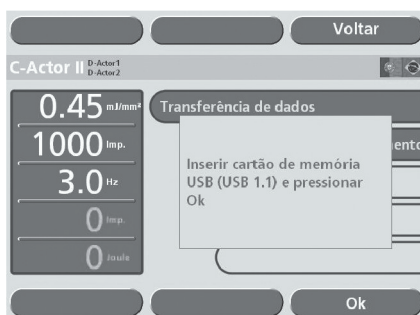 Voltar
C-Actor II D-Actor1
D-Actor2
0.45 mJ/mm²
Transferência de dados
1000 Imp.
ento
Inserir cartão de memória
USB (USB 1.1) e pressionar
Ok
3.0 Hz
0 Imp.
0 Joule
Ok